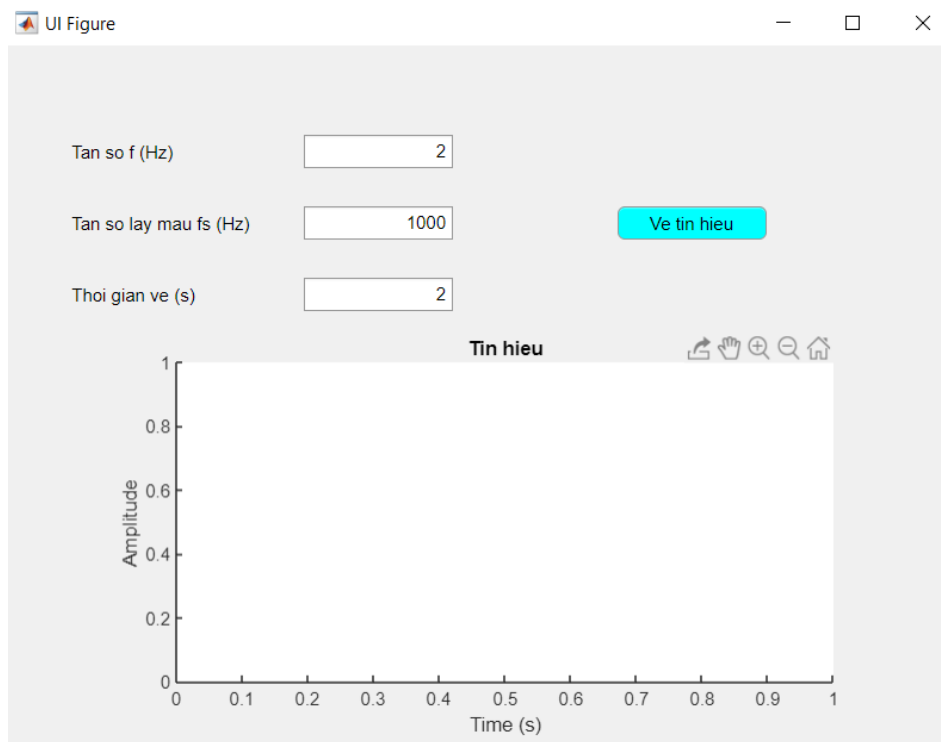 UI Figure
Tan so f (Hz) 2
Tan so lay mau fs (Hz) 1000 Ve tin hieu
Thoi gian ve (s) 2
Tin hieu
1
0.8
0.6
0.4
0.2
0
Amplitude
0 0.1 0.2 0.3 0.4 0.5 0.6 0.7 0.8 0.9 1
Time (s)